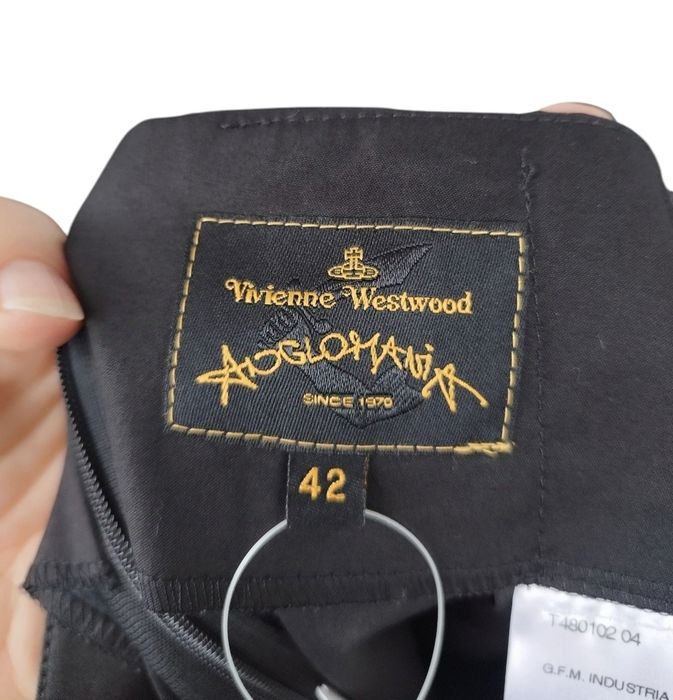 Vivienne Westwood
ANGLOMANIA
SINCE 1970
42
T480102 04
G.F.M. INDUSTRIA